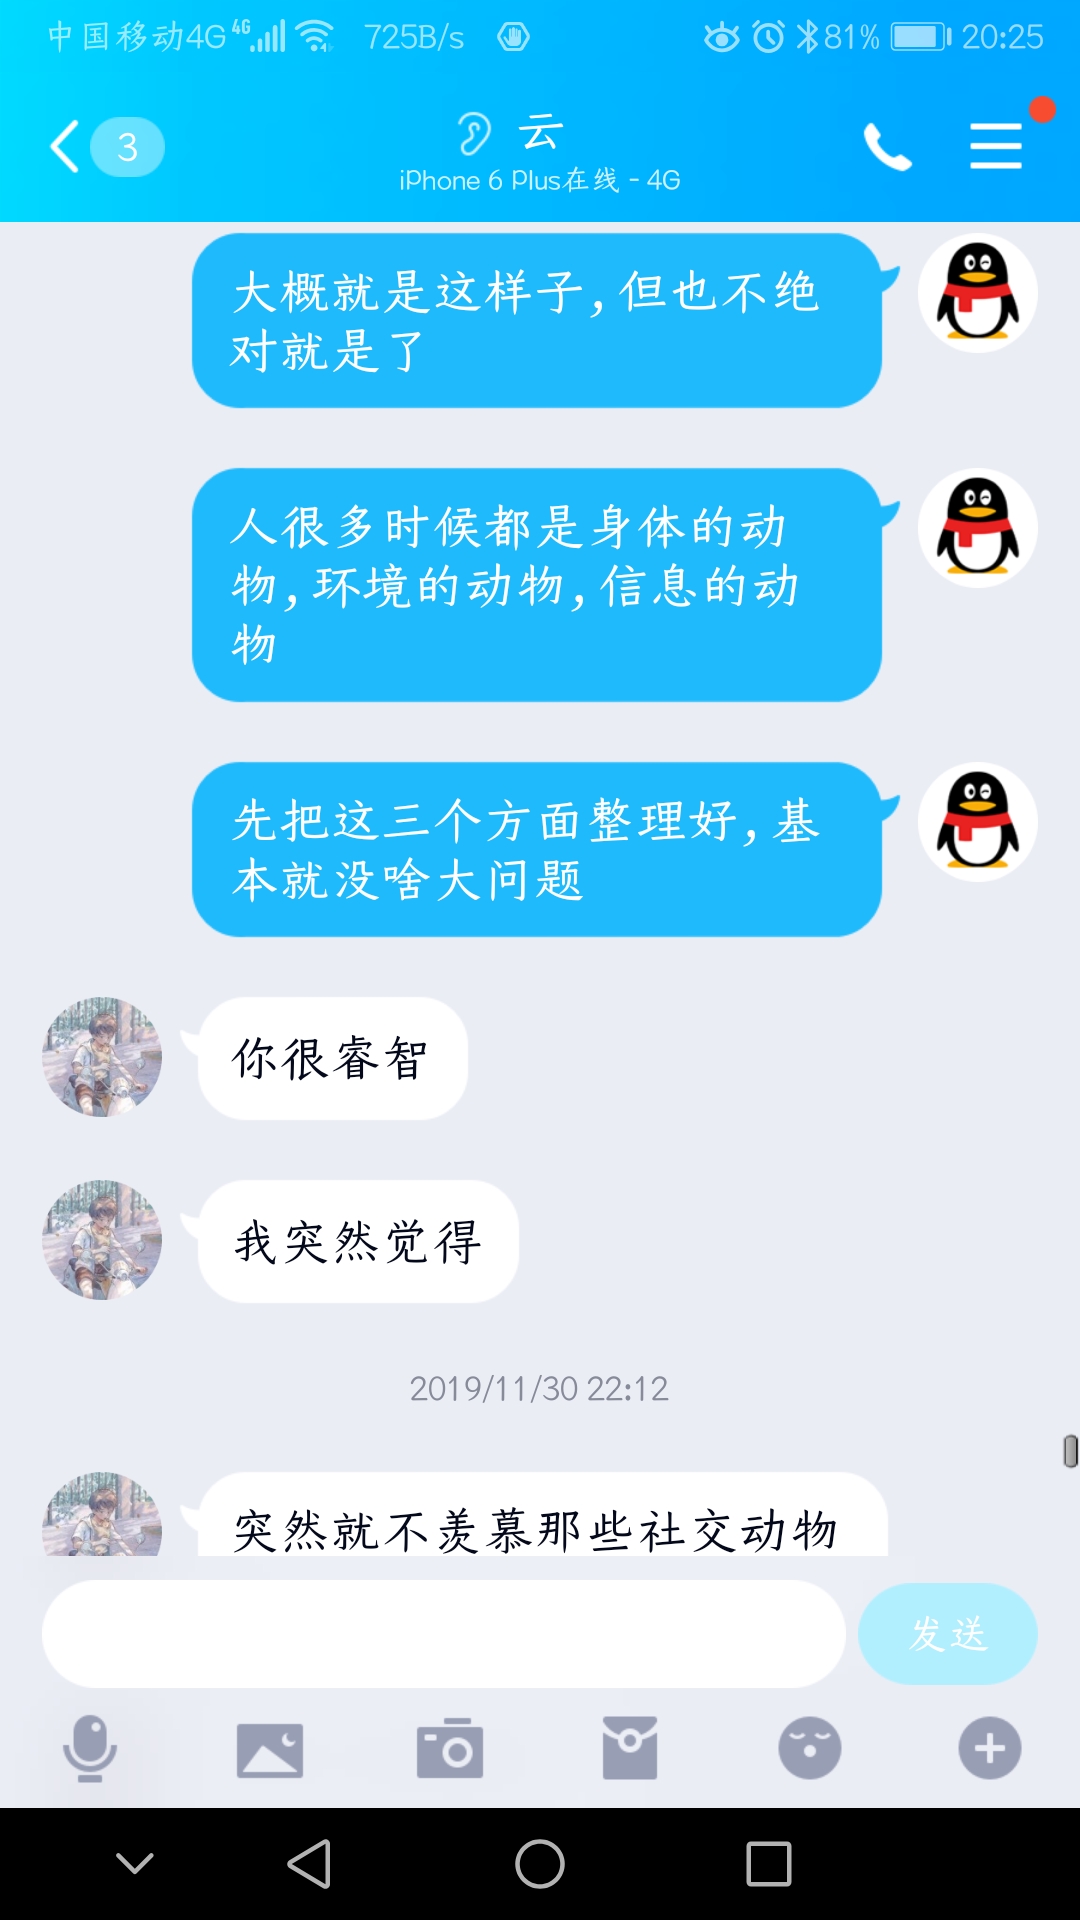 中国移动4G 4G 725B/s 81% 20:25
3 云
iPhone 6 Plus在线 - 4G
大概就是这样子,但也不绝
对就是了
人很多时候都是身体的动
物,环境的动物,信息的动
物
先把这三个方面整理好,基
本就没啥大问题
你很睿智
我突然觉得
2019/11/30 22:12
突然就不羡慕那些社交动物
发送